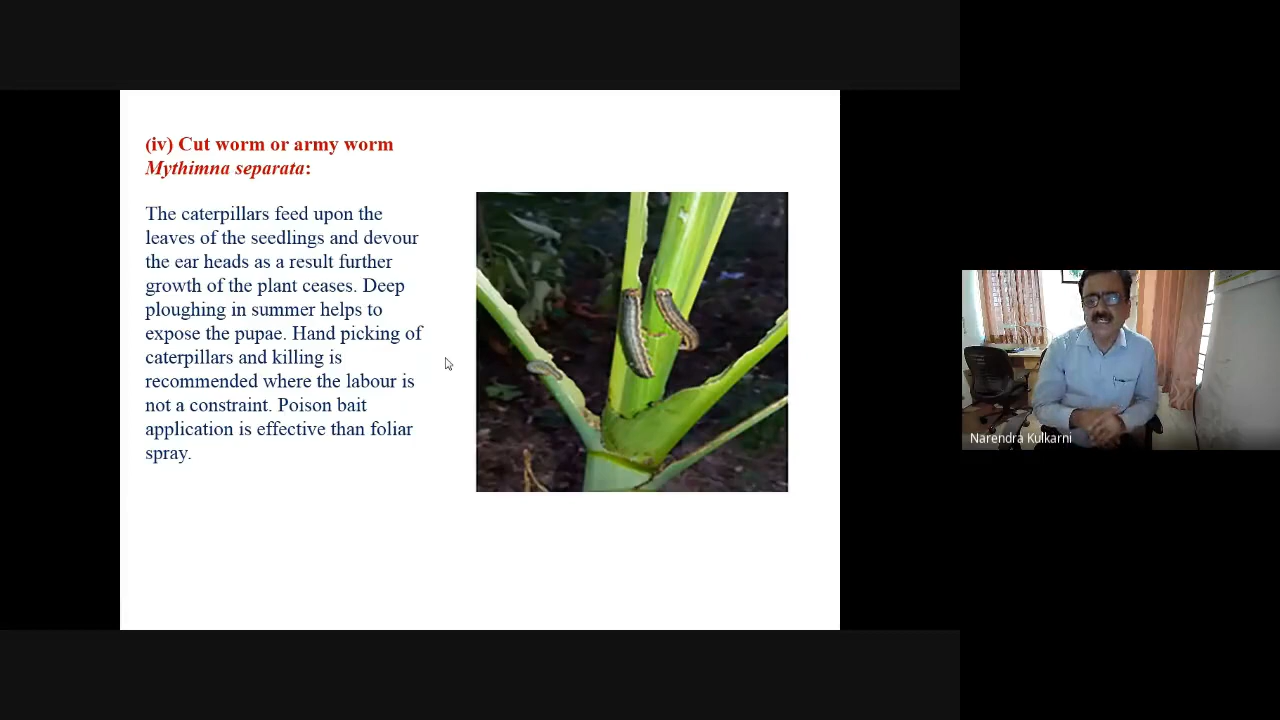 (iv) Cut worm or army worm
Mythimna separata:
The caterpillars feed upon the
leaves of the seedlings and devour
the ear heads as a result further
growth of the plant ceases. Deep
ploughing in summer helps to
expose the pupae. Hand picking of
caterpillars and killing is
recommended where the labour is
not a constraint. Poison bait
application is effective than foliar
spray.
Narendra Kulkarni